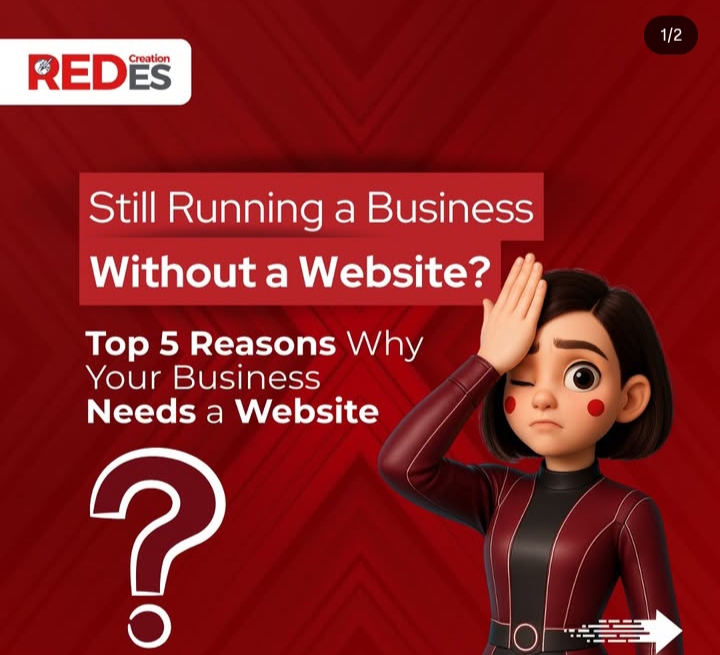 1/2
Creation
REDES
Still Running a Business
Without a Website?
Top 5 Reasons Why
Your Business
Needs a Website
?